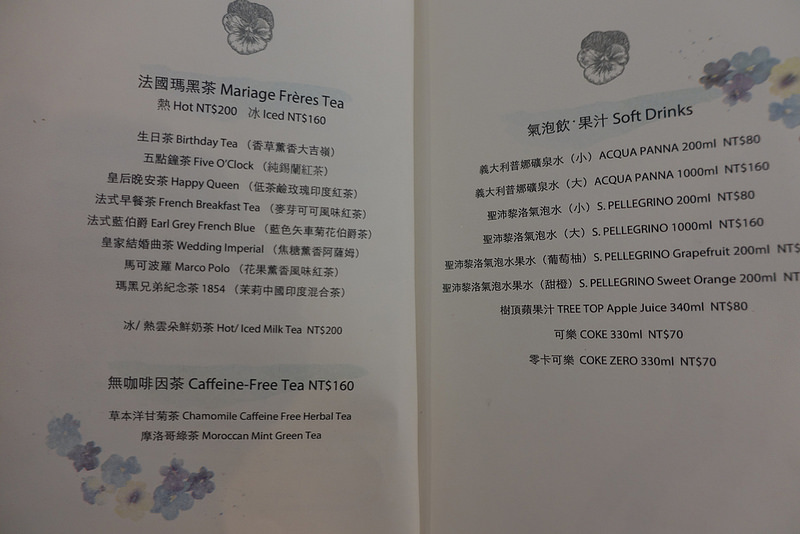 法國瑪黑茶 Mariage Frères Tea
熱 Hot NT$200 冰 Iced NT$160
生日茶 Birthday Tea （香草薰香大吉嶺）
五點鐘茶 Five O'Clock （純錫蘭紅茶）
皇后晚安茶 Happy Queen （低茶鹼玫瑰印度紅茶）
法式早餐茶 French Breakfast Tea （麥芽可可風味紅茶）
法式藍伯爵 Earl Grey French Blue （藍色矢車菊花伯爵茶）
皇家結婚曲茶 Wedding Imperial （焦糖薰香阿薩姆）
馬可波羅 Marco Polo （花果薰香風味紅茶）
瑪黑兄弟紀念茶 1854 （茉莉中國印度混合茶）
冰/ 熱雲朵鮮奶茶 Hot/ Iced Milk Tea NT$200
無咖啡因茶 Caffeine-Free Tea NT$160
草本洋甘菊茶 Chamomile Caffeine Free Herbal Tea
摩洛哥綠茶 Moroccan Mint Green Tea
氣泡飲·果汁 Soft Drinks
義大利普娜礦泉水（小）ACQUA PANNA 200ml NT$80
義大利普娜礦泉水（大）ACQUA PANNA 1000ml NT$160
聖沛黎洛氣泡水（小）S. PELLEGRINO 200ml NT$80
聖沛黎洛氣泡水（大）S. PELLEGRINO 1000ml NT$160
聖沛黎洛氣泡水果水（葡萄柚）S. PELLEGRINO Grapefruit 200ml NT$
聖沛黎洛氣泡水果水（甜橙）S. PELLEGRINO Sweet Orange 200ml NT
樹頂蘋果汁 TREE TOP Apple Juice 340ml NT$80
可樂 COKE 330ml NT$70
零卡可樂 COKE ZERO 330ml NT$70